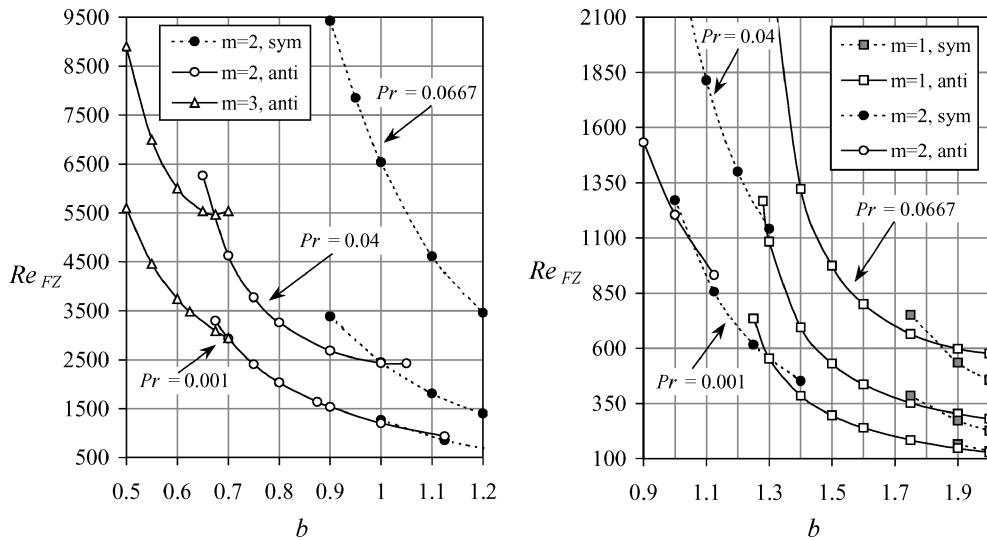 9500
8500
7500
6500
5500
4500
3500
2500
1500
500
Re FZ
0.5 0.6 0.7 0.8 0.9 1 1.1 1.2
b
m=2, sym
m=2, anti
m=3, anti
Pr = 0.0667
Pr = 0.04
Pr = 0.001
2100
1850
1600
1350
1100
850
600
350
100
Re FZ
0.9 1.1 1.3 1.5 1.7 1.9
b
m=1, sym
m=1, anti
m=2, sym
m=2, anti
Pr = 0.04
Pr = 0.0667
Pr = 0.001